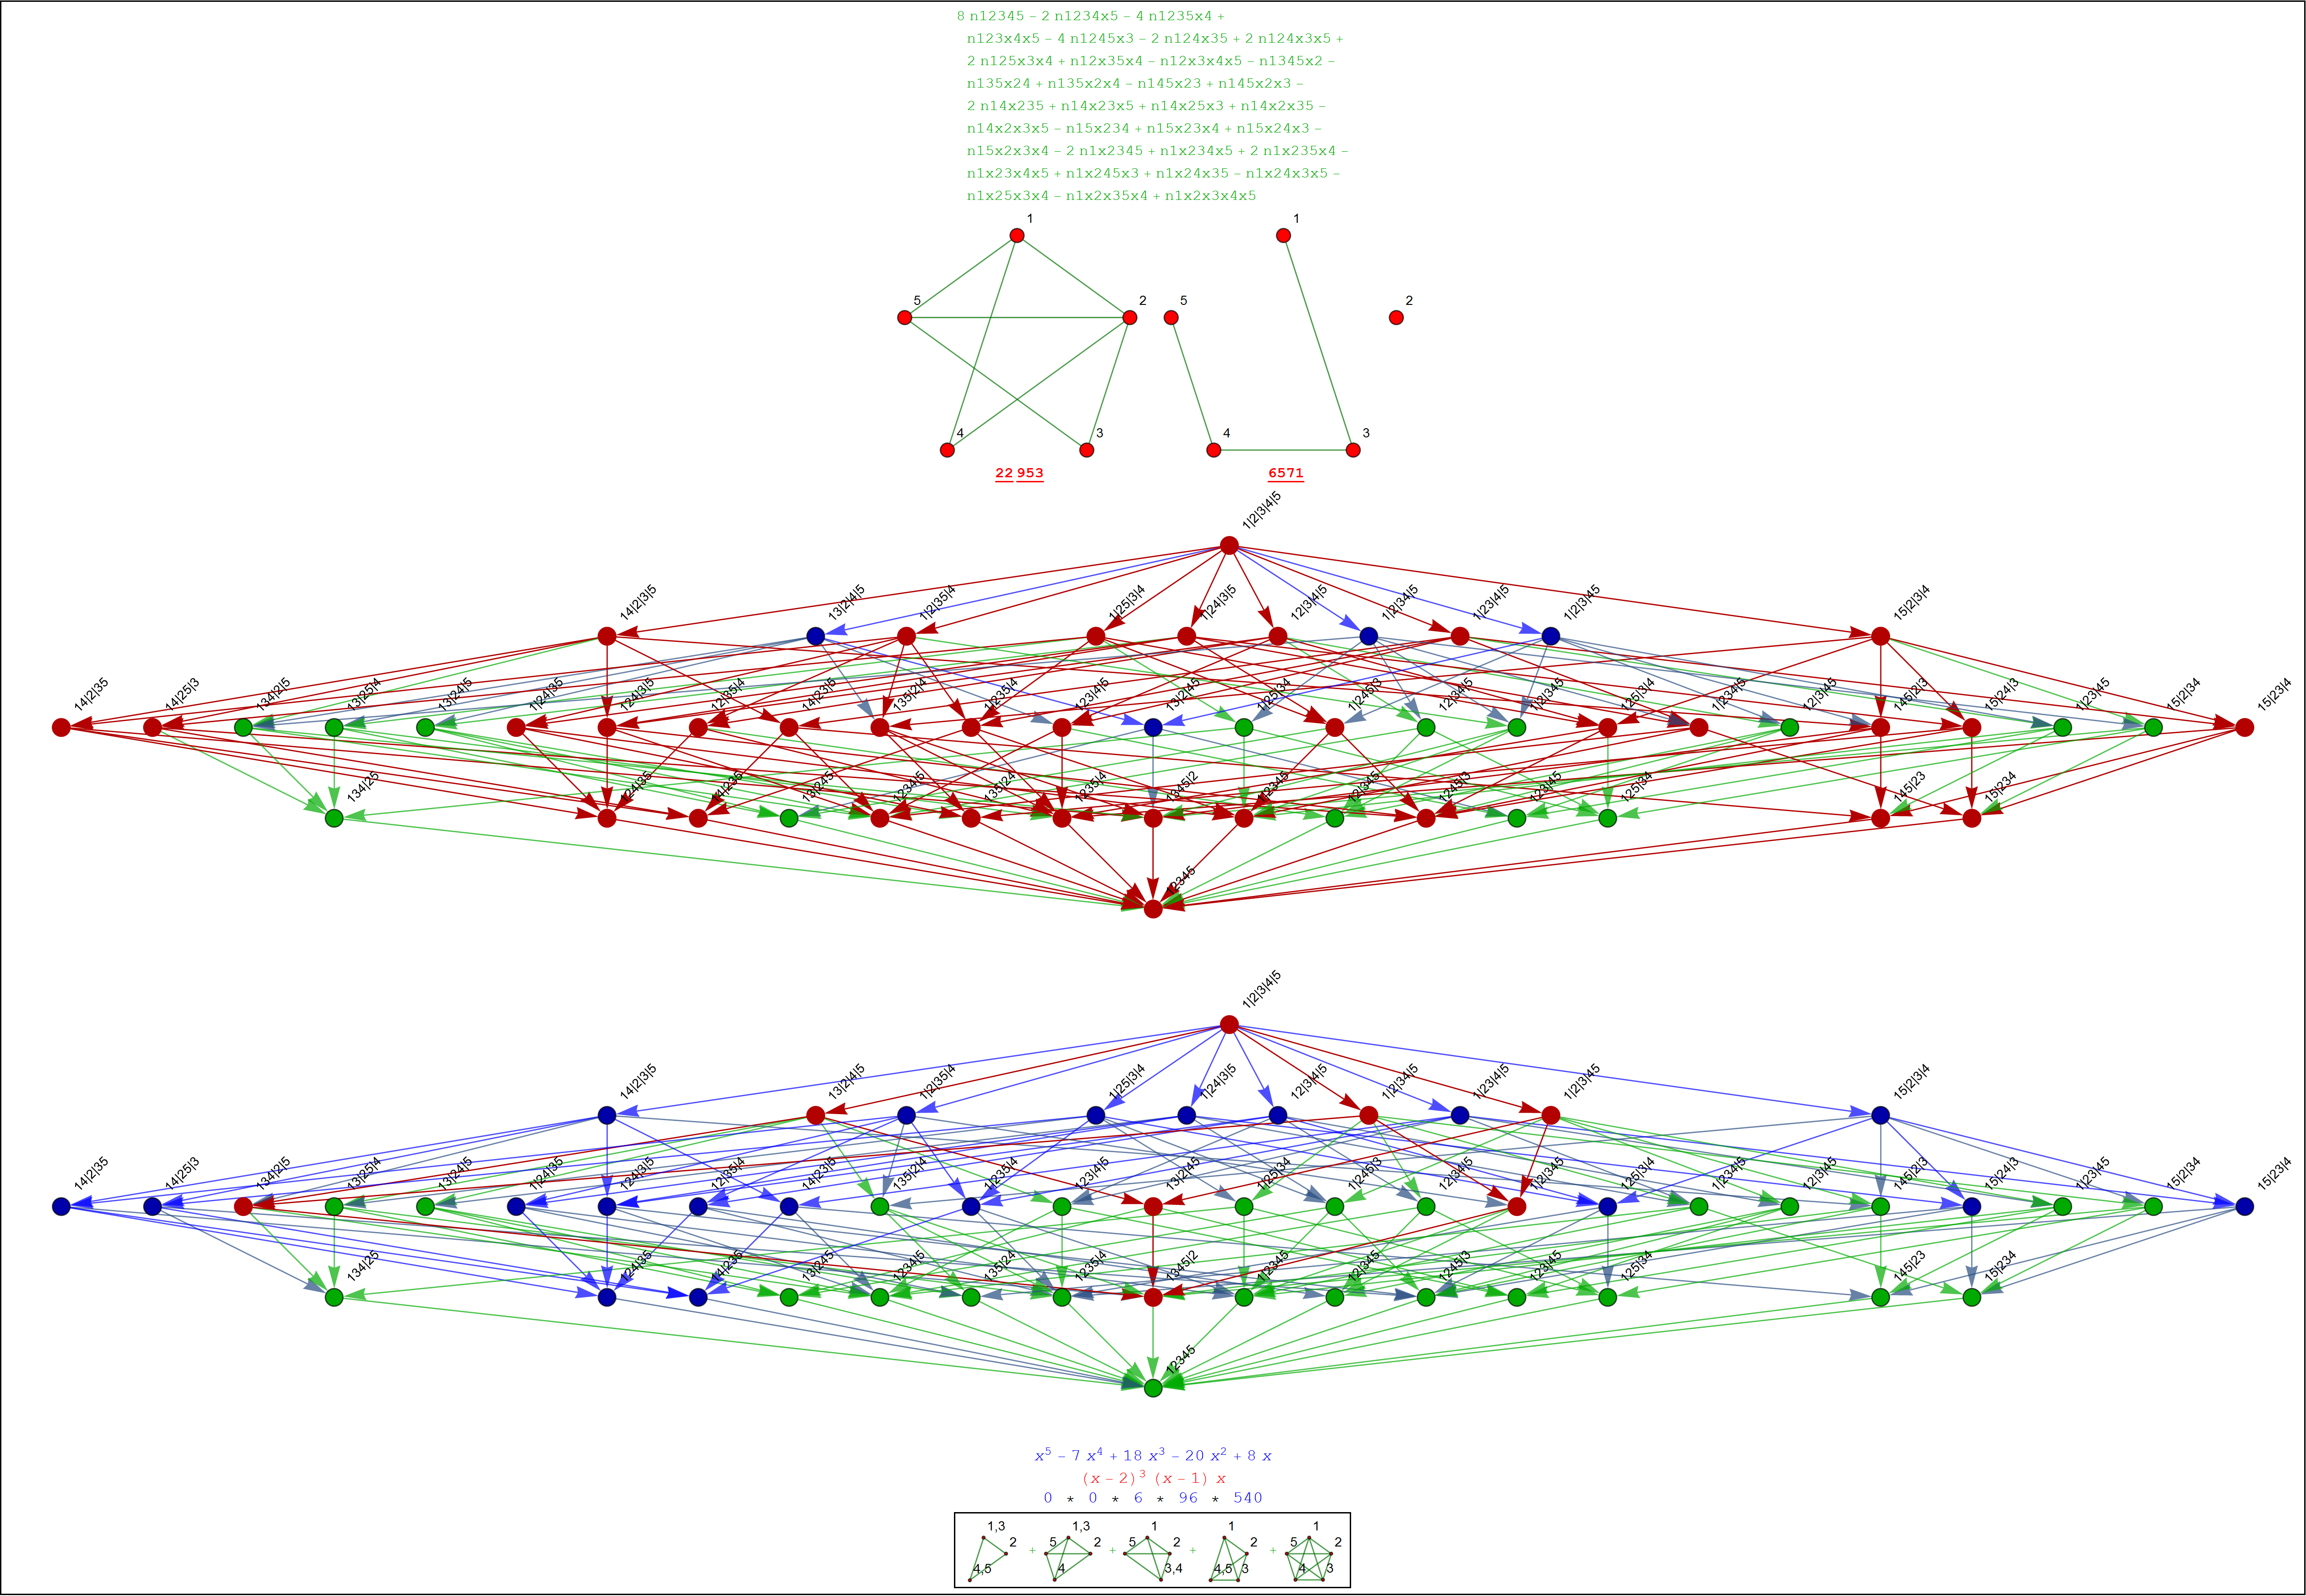 8 n12345 − 2 n1234x5 − 4 n1235x4 +
n123x4x5 − 4 n1245x3 − 2 n124x35 + 2 n124x3x5 +
2 n125x3x4 + n12x35x4 − n12x3x4x5 − n1345x2 −
n135x24 + n135x2x4 − n145x23 + n145x2x3 −
2 n14x235 + n14x23x5 + n14x25x3 + n14x2x35 −
n14x2x3x5 − n15x234 + n15x23x4 + n15x24x3 −
n15x2x3x4 − 2 n1x2345 + n1x234x5 + 2 n1x235x4 −
n1x23x4x5 + n1x245x3 + n1x24x35 − n1x24x3x5 −
n1x25x3x4 − n1x2x35x4 + n1x2x3x4x5
1 1
5 2 5 2
4 3 4 3
22 953 6571
1|2|3|4|5
14|2|3|5 13|2|4|5 1|2|35|4 1|25|3|4 1|24|3|5 12|3|4|5 1|2|34|5 1|23|4|5 1|2|3|45 15|2|3|4
14|2|35 14|25|3 134|2|5 13|25|4 13|24|5 1|24|35 124|3|5 12|35|4 14|23|5 135|2|4 1|235|4 123|4|5 13|2|45 1|25|34 1|245|3 12|34|5 1|2|345 125|3|4 1|234|5 12|3|45 145|2|3 15|24|3 1|23|45 15|2|34 15|23|4
134|25 124|35 14|235 13|245 1234|5 135|24 1235|4 1345|2 1|2345 12|345 1245|3 123|45 125|34 145|23 15|234
12345
1|2|3|4|5
14|2|3|5 13|2|4|5 1|2|35|4 1|25|3|4 1|24|3|5 12|3|4|5 1|2|34|5 1|23|4|5 1|2|3|45 15|2|3|4
14|2|35 14|25|3 134|2|5 13|25|4 13|24|5 1|24|35 124|3|5 12|35|4 14|23|5 135|2|4 1|235|4 123|4|5 13|2|45 1|25|34 1|245|3 12|34|5 1|2|345 125|3|4 1|234|5 12|3|45 145|2|3 15|24|3 1|23|45 15|2|34 15|23|4
134|25 124|35 14|235 13|245 1234|5 135|24 1235|4 1345|2 1|2345 12|345 1245|3 123|45 125|34 145|23 15|234
12345
x⁵ − 7 x⁴ + 18 x³ − 20 x² + 8 x
(x − 2)³ (x − 1) x
0 * 0 * 6 * 96 * 540
1,3 1,3 1 1 1
2 5 2 5 2 2 5 2
+ + + +
4,5 4 3,4 4,5 3 4 3